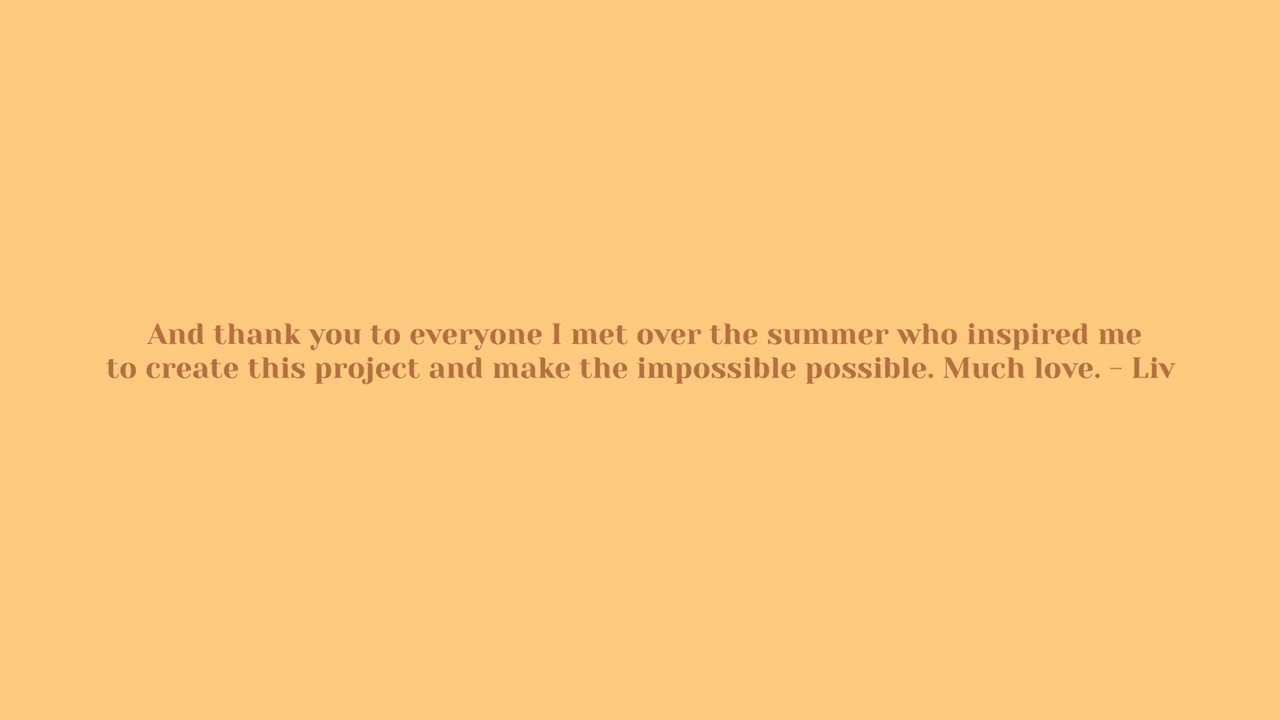 And thank you to everyone I met over the summer who inspired me
to create this project and make the impossible possible. Much love. - Liv